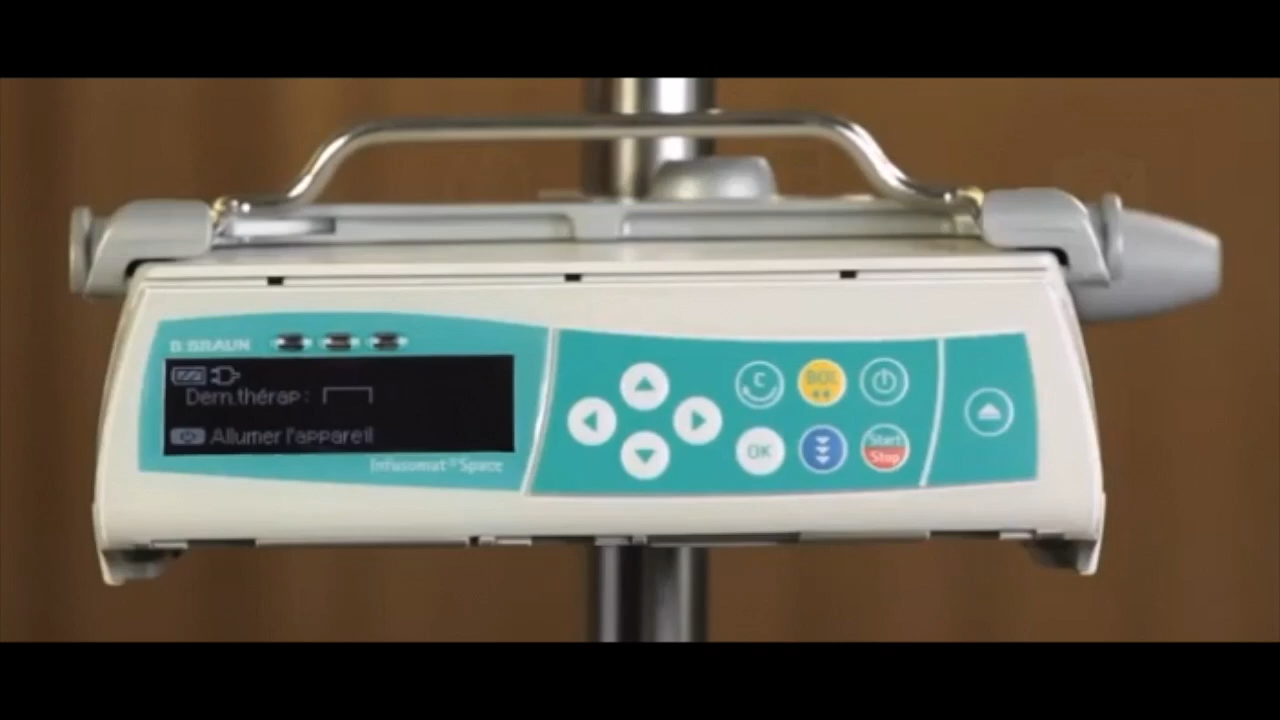 B|BRAUN
Dern.thérap:
Allumer l'appareil
Infusomat® Space
C
BOL
OK
Start
Stop